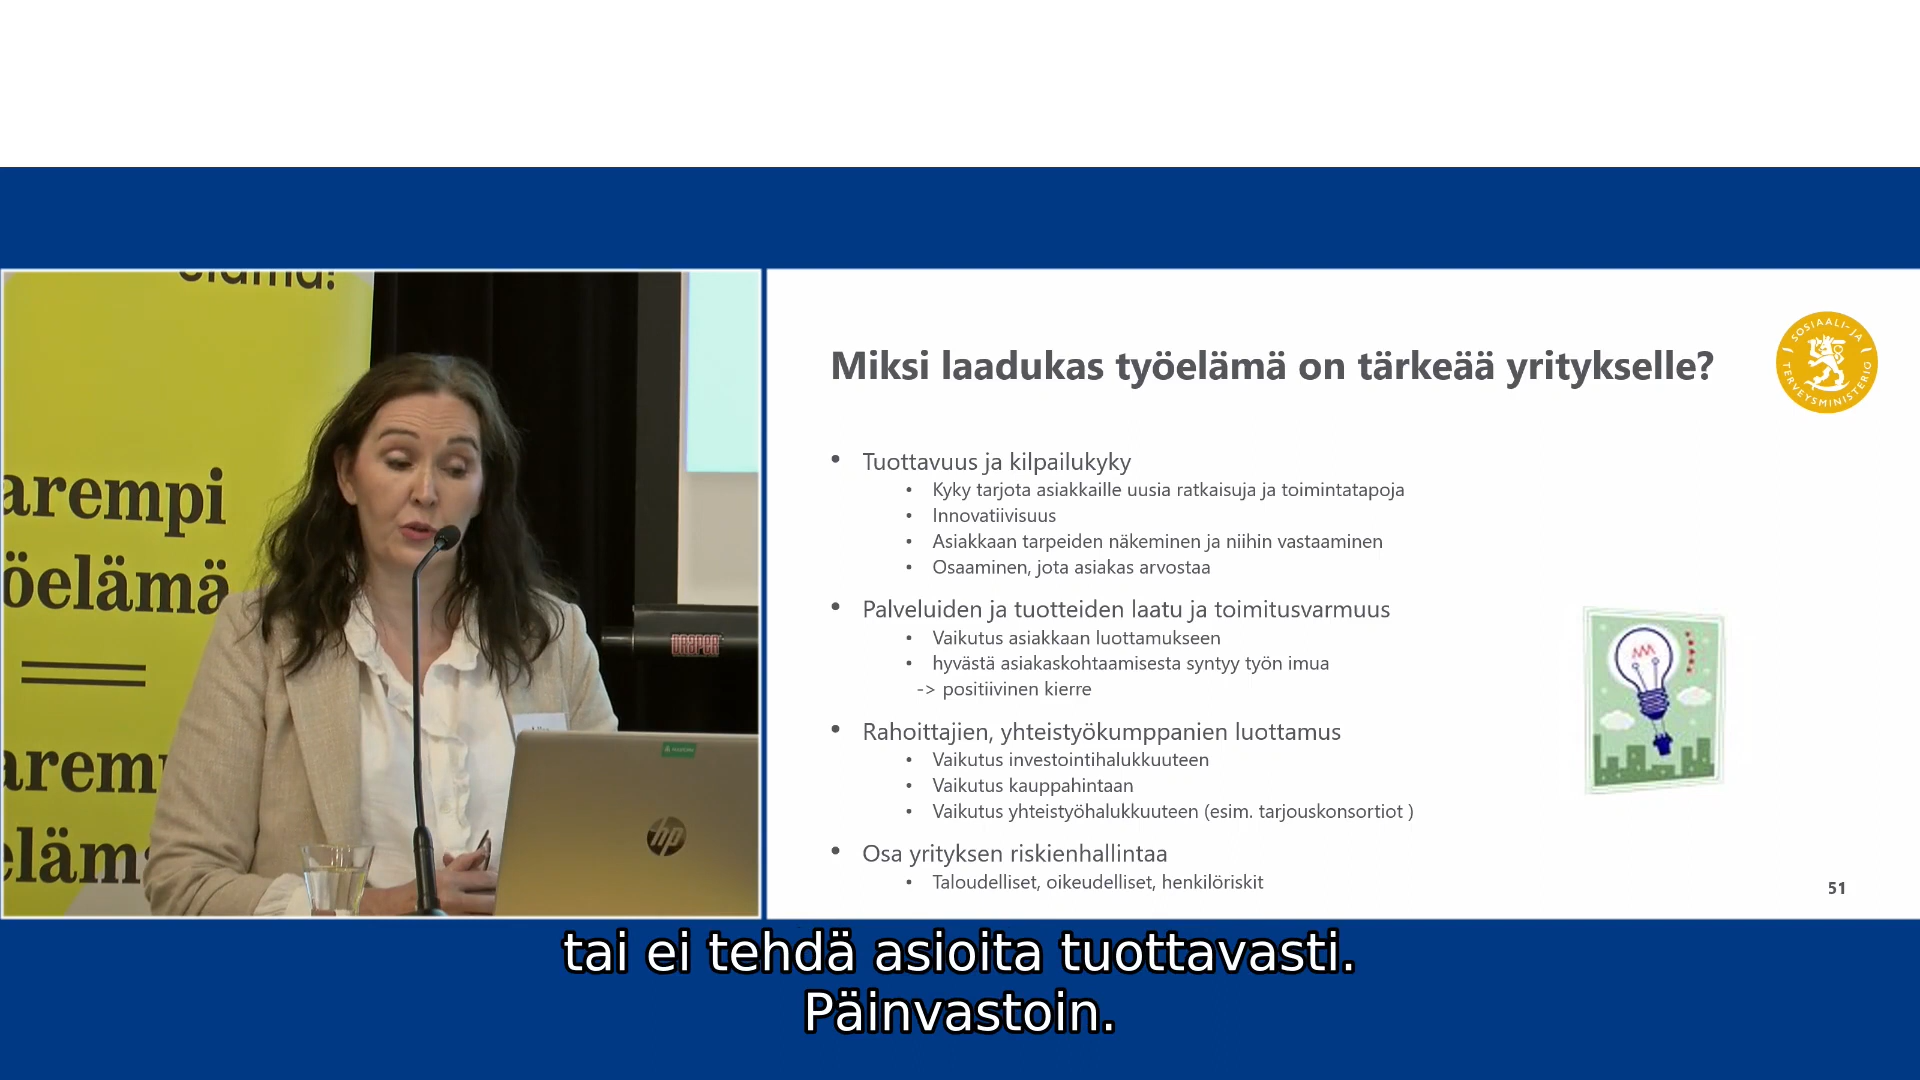 elämä!
arempi
öelämä
arem
eläm
DRAPER
hp
Miksi laadukas työelämä on tärkeää yritykselle?
SOSIAALI- JA
TERVEYSMINISTERIÖ
• Tuottavuus ja kilpailukyky
• Kyky tarjota asiakkaille uusia ratkaisuja ja toimintatapoja
• Innovatiivisuus
• Asiakkaan tarpeiden näkeminen ja niihin vastaaminen
• Osaaminen, jota asiakas arvostaa
• Palveluiden ja tuotteiden laatu ja toimitusvarmuus
• Vaikutus asiakkaan luottamukseen
• hyvästä asiakaskohtaamisesta syntyy työn imua
-> positiivinen kierre
• Rahoittajien, yhteistyökumppanien luottamus
• Vaikutus investointihalukkuuteen
• Vaikutus kauppahintaan
• Vaikutus yhteistyöhalukkuuteen (esim. tarjouskonsortiot )
• Osa yrityksen riskienhallintaa
• Taloudelliset, oikeudelliset, henkilöriskit
51
tai ei tehdä asioita tuottavasti.
Päinvastoin.